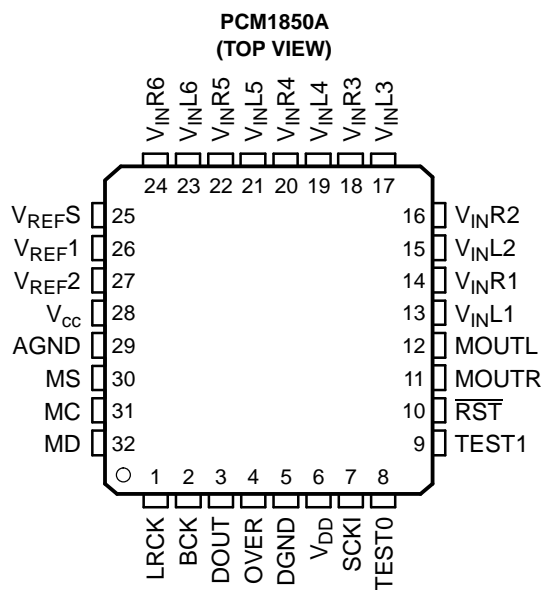 PCM1850A
(TOP VIEW)
VINR6 VINL6 VINR5 VINL5 VINR4 VINL4 VINR3 VINL3
24 23 22 21 20 19 18 17
VREFS 25 16 VINR2
VREF1 26 15 VINL2
VREF2 27 14 VINR1
Vcc 28 13 VINL1
AGND 29 12 MOUTL
MS 30 11 MOUTR
MC 31 10 R̅S̅T̅
MD 32 9 TEST1
1 2 3 4 5 6 7 8
LRCK BCK DOUT OVER DGND VDD SCKI TEST0